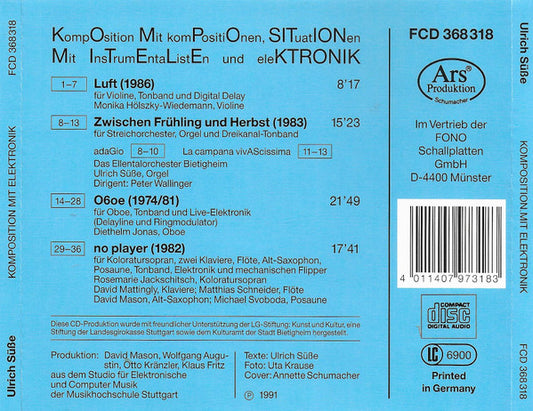 FCD 368 318
KOMPOSITION MIT ELEKTRONIK
Ulrich Süße
KompOsition Mit komPositiOnen, SITuatIONen
Mit InsTrumEntaListEn und eleKTRONIK
1–7 Luft (1986) 8'17
für Violine, Tonband und Digital Delay
Monika Hölszky-Wiedemann, Violine
8–13 Zwischen Frühling und Herbst (1983) 15'23
für Streichorchester, Orgel und Dreikanal-Tonband
adaGio 8–10 La campana vivAScissima 11–13
Das Ellentalorchester Bietigheim
Ulrich Süße, Orgel
Dirigent: Peter Wallinger
14–28 O6oe (1974/81) 21'49
für Oboe, Tonband und Live-Elektronik
(Delayline und Ringmodulator)
Diethelm Jonas, Oboe
29–36 no player (1982) 17'41
für Koloratursopran, zwei Klaviere, Flöte, Alt-Saxophon,
Posaune, Tonband, Elektronik und mechanischen Flipper
Rosemarie Jackschitsch, Koloratursopran
David Mattingly, Klaviere; Matthias Schneider, Flöte
David Mason, Alt-Saxophon; Michael Svoboda, Posaune
Diese CD-Produktion wurde mit freundlicher Unterstützung der LG-Stiftung: Kunst und Kultur, eine
Stiftung der Landesgirokasse Stuttgart sowie dem Kulturamt der Stadt Bietigheim hergestellt.
Produktion: David Mason, Wolfgang Augu-
stin, Otto Kränzler, Klaus Fritz
aus dem Studio für Elektronische
und Computer Musik
der Musikhochschule Stuttgart
Texte: Ulrich Süße
Foto: Uta Krause
Cover: Annette Schumacher
℗ 1991
FCD 368 318
Ars
Produktion
Schumacher
Im Vertrieb der
FONO
Schallplatten
GmbH
D-4400 Münster
4 011407 973183
COMPACT
disc
DIGITAL AUDIO
LC 6900
Printed
in Germany
Ulrich Süße
KOMPOSITION MIT ELEKTRONIK
FCD 368 318